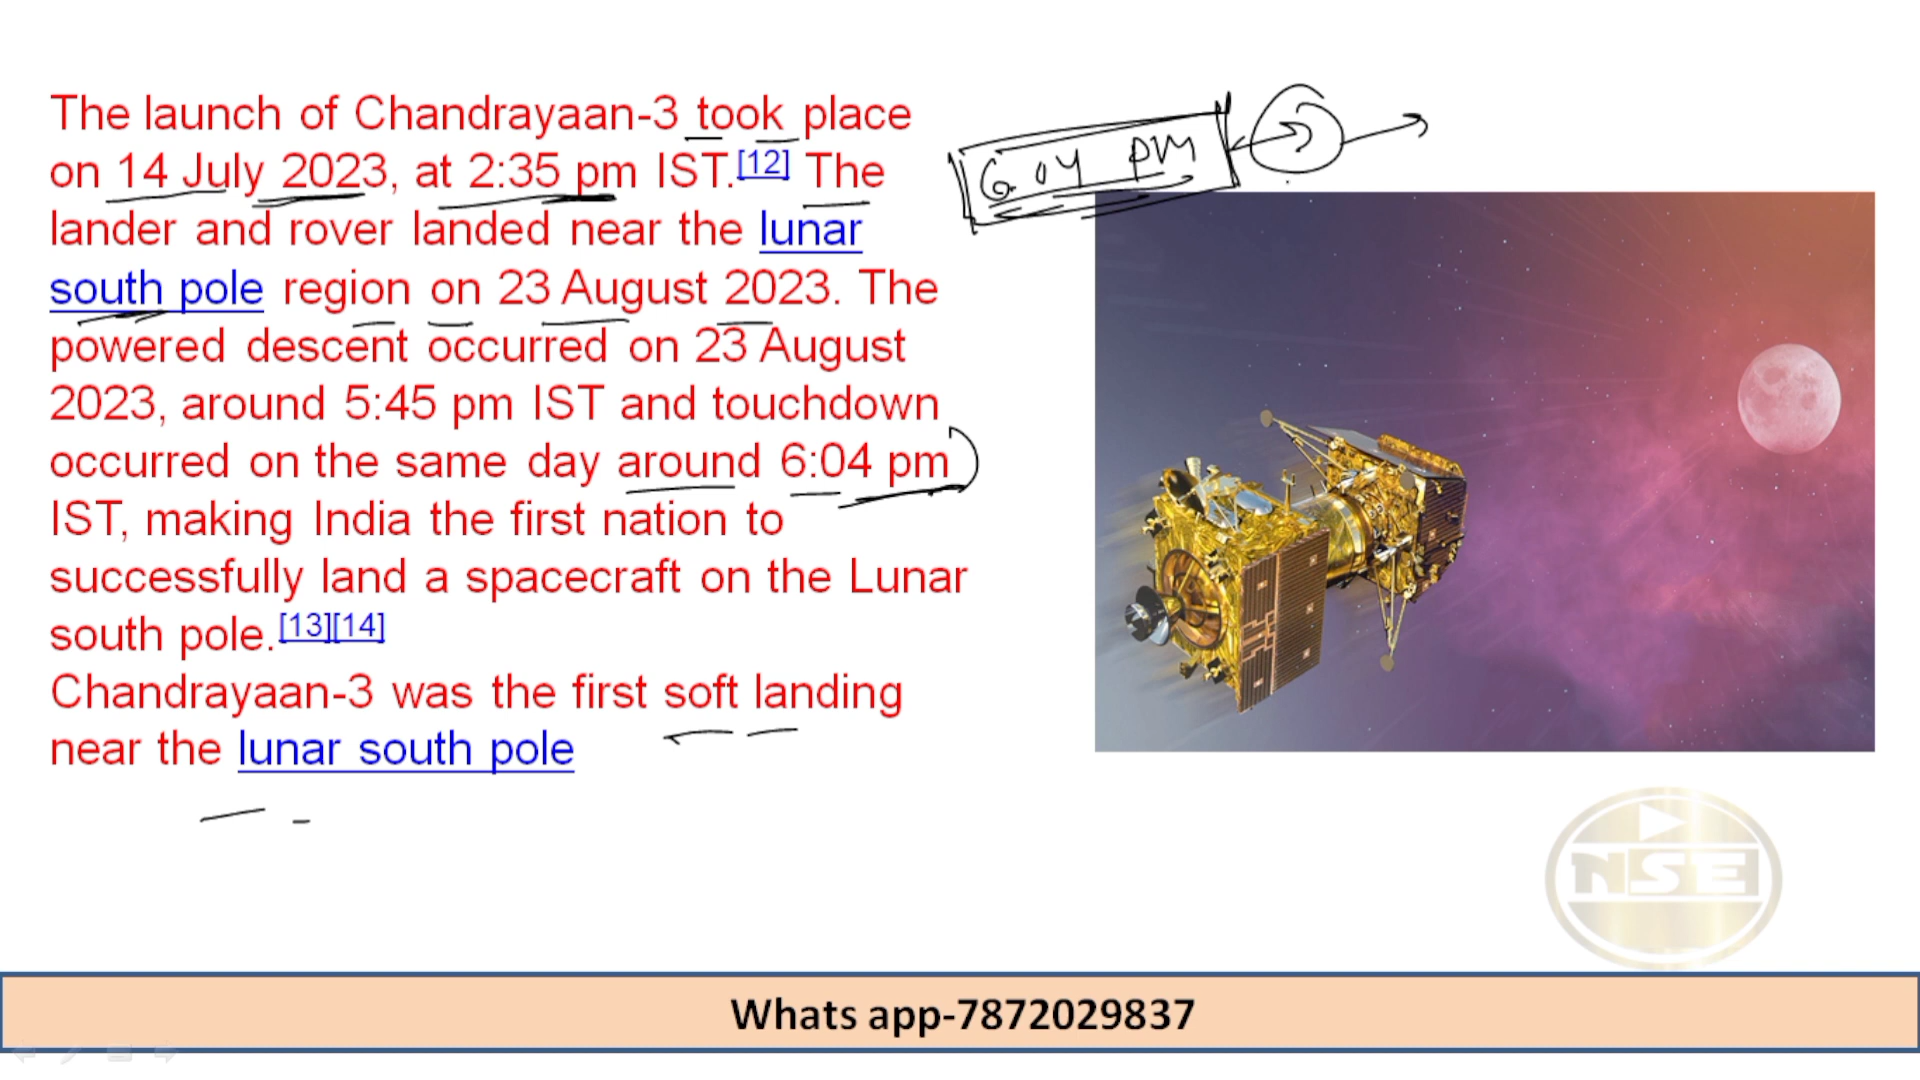 The launch of Chandrayaan-3 took place
on 14 July 2023, at 2:35 pm IST.[12] The
lander and rover landed near the lunar
south pole region on 23 August 2023. The
powered descent occurred on 23 August
2023, around 5:45 pm IST and touchdown
occurred on the same day around 6:04 pm
IST, making India the first nation to
successfully land a spacecraft on the Lunar
south pole.[13][14]
Chandrayaan-3 was the first soft landing
near the lunar south pole
6.04 PM
NSE
Whats app-7872029837